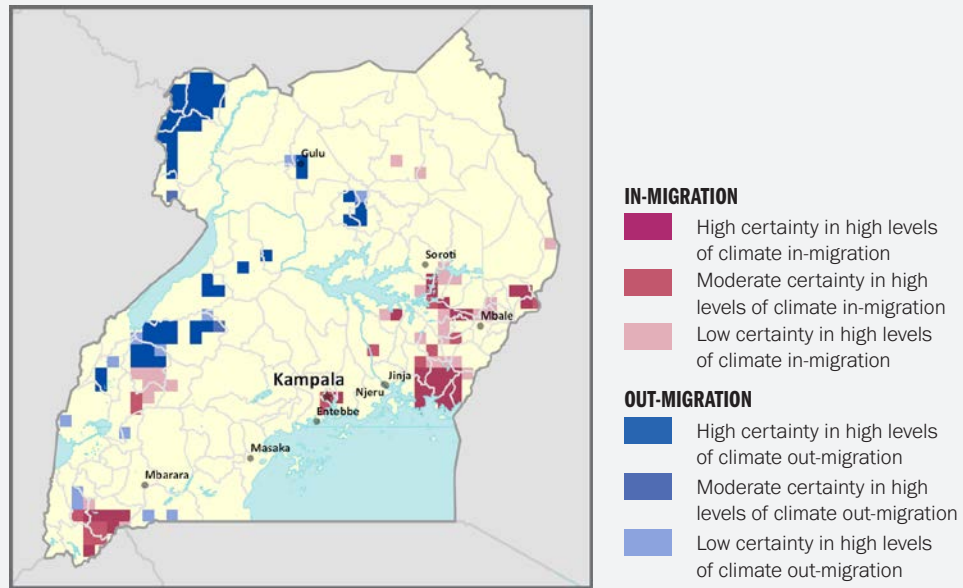 Gulu
Soroti
Mbale
Kampala
Jinja
Njeru
Entebbe
Masaka
Mbarara
IN-MIGRATION
High certainty in high levels
of climate in-migration
Moderate certainty in high
levels of climate in-migration
Low certainty in high levels
of climate in-migration
OUT-MIGRATION
High certainty in high levels
of climate out-migration
Moderate certainty in high
levels of climate out-migration
Low certainty in high levels
of climate out-migration